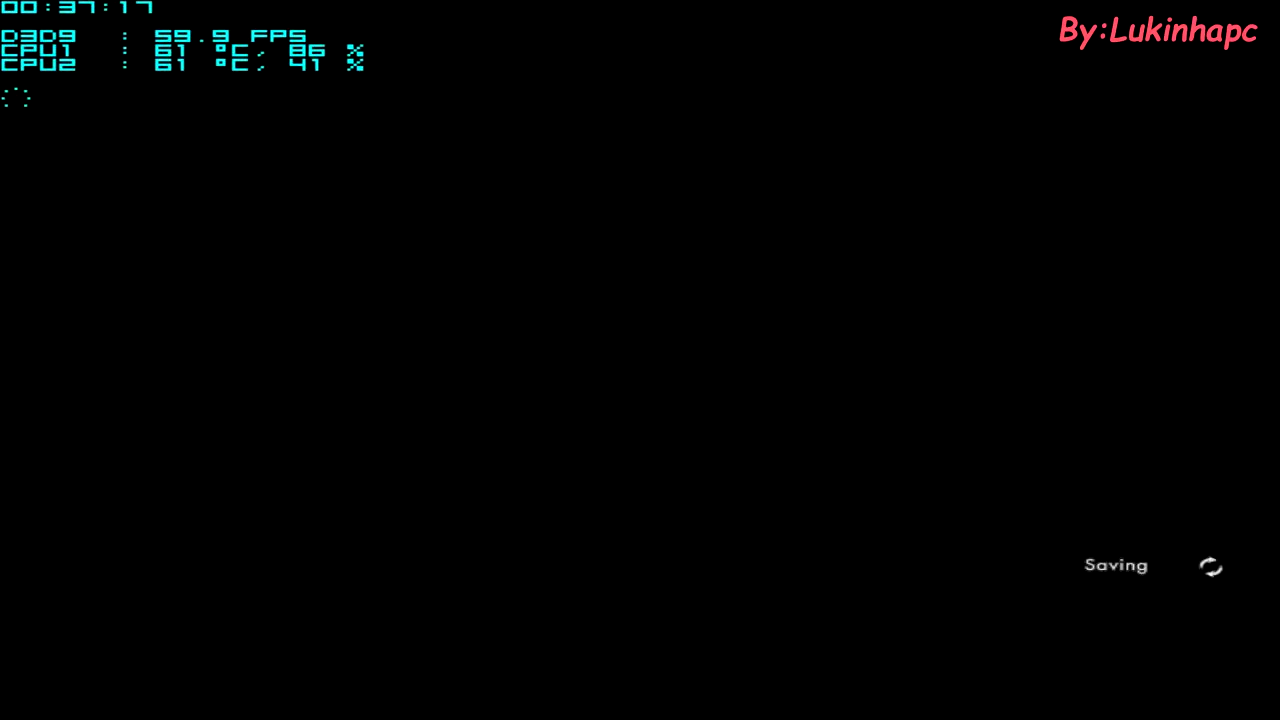 00:37:17
By:Lukinhapc
D3D9 : 59.9 FPS
CPU1 : 61 °C, 86 %
CPU2 : 61 °C, 41 %
Saving